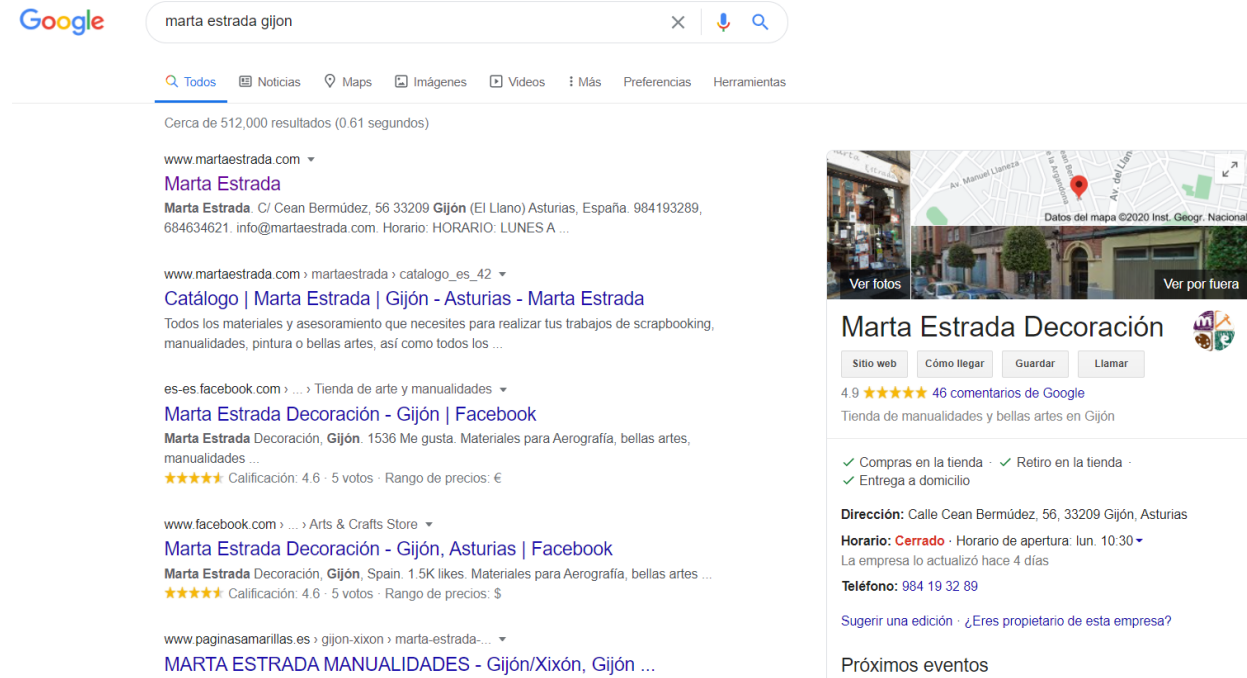 Google
marta estrada gijon
Todos
Noticias
Maps
Imágenes
Videos
Más
Preferencias
Herramientas
Cerca de 512,000 resultados (0.61 segundos)
www.martaestrada.com
Marta Estrada
Marta Estrada. C/ Cean Bermúdez, 56 33209 Gijón (El Llano) Asturias, España. 984193289,
684634621. info@martaestrada.com. Horario: HORARIO: LUNES A ...
www.martaestrada.com › martaestrada › catalogo_es_42
Catálogo | Marta Estrada | Gijón - Asturias - Marta Estrada
Todos los materiales y asesoramiento que necesites para realizar tus trabajos de scrapbooking,
manualidades, pintura o bellas artes, así como todos los ...
es-es.facebook.com › ... › Tienda de arte y manualidades
Marta Estrada Decoración - Gijón | Facebook
Marta Estrada Decoración, Gijón. 1536 Me gusta. Materiales para Aerografía, bellas artes,
manualidades ...
Calificación: 4.6 · 5 votos · Rango de precios: €
www.facebook.com › ... › Arts & Crafts Store
Marta Estrada Decoración - Gijón, Asturias | Facebook
Marta Estrada Decoración, Gijón, Spain. 1.5K likes. Materiales para Aerografía, bellas artes ...
Calificación: 4.6 · 5 votos · Rango de precios: $
www.paginasamarillas.es › gijon-xixon › marta-estrada-...
MARTA ESTRADA MANUALIDADES - Gijón/Xixón, Gijón ...
Marta Estrada
Av. Manuel Llaneza
Av. del Llan
Datos del mapa ©2020 Inst. Geogr. Nacional
Ver fotos
Ver por fuera
Marta Estrada Decoración
Sitio web
Cómo llegar
Guardar
Llamar
4.9
46 comentarios de Google
Tienda de manualidades y bellas artes en Gijón
Compras en la tienda · Retiro en la tienda ·
Entrega a domicilio
Dirección: Calle Cean Bermúdez, 56, 33209 Gijón, Asturias
Horario: Cerrado · Horario de apertura: lun. 10:30
La empresa lo actualizó hace 4 días
Teléfono: 984 19 32 89
Sugerir una edición · ¿Eres propietario de esta empresa?
Próximos eventos